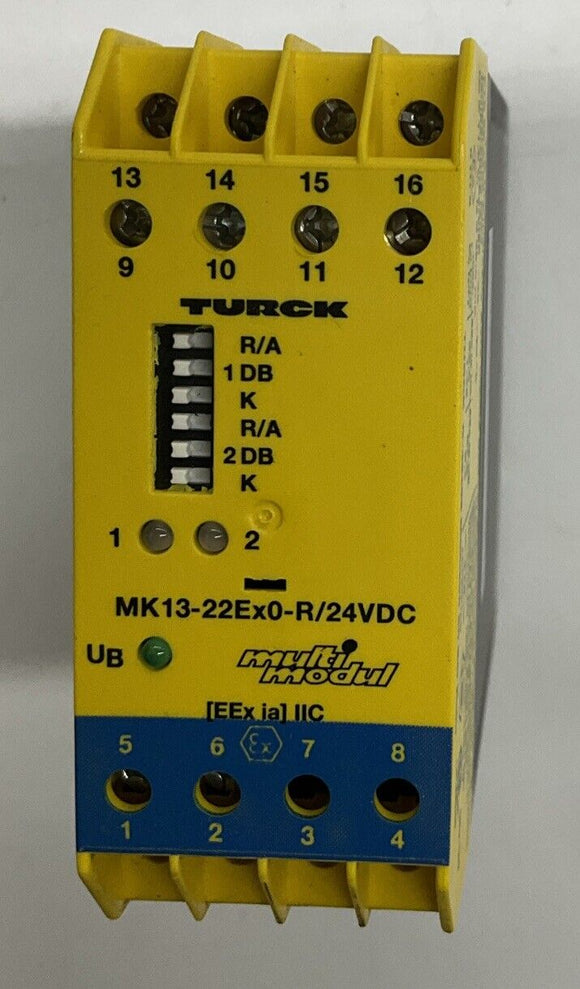 13 14 15 16
9 10 11 12
TURCK
R/A
1 DB
K
R/A
2 DB
K
1 2
MK13-22Ex0-R/24VDC
UB
multi
modul
[EEx ia] IIC
5 6 Ex 7 8
1 2 3 4